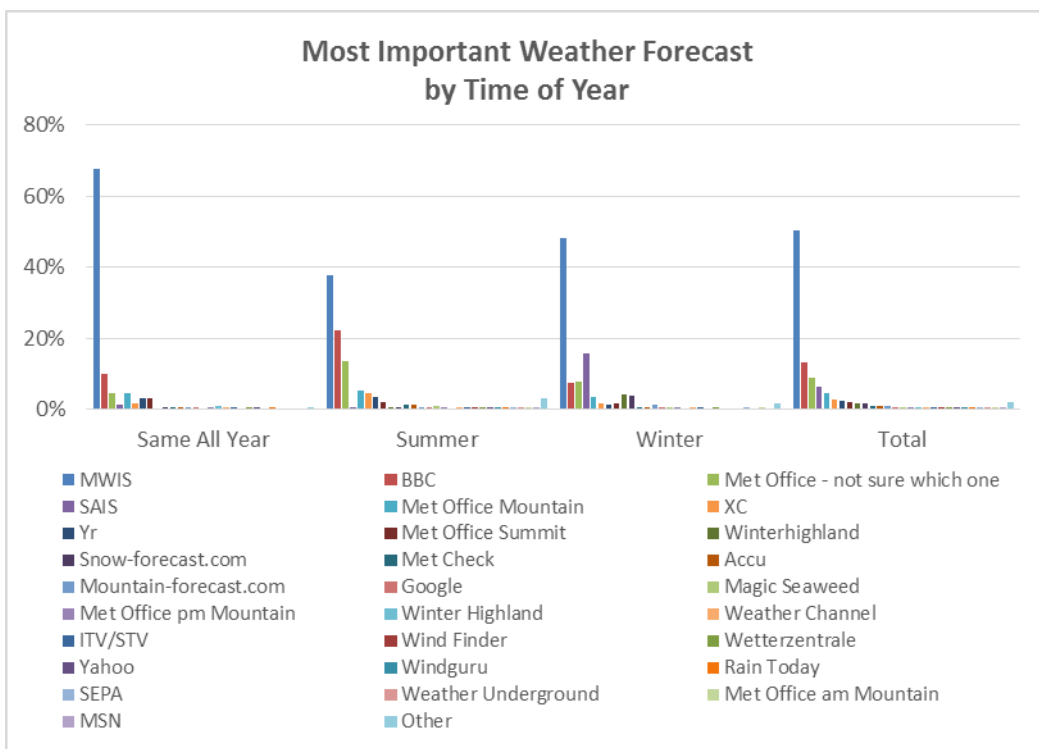 Most Important Weather Forecast
by Time of Year
80%
60%
40%
20%
0%
Same All Year Summer Winter Total
MWIS BBC Met Office - not sure which one
SAIS Met Office Mountain XC
Yr Met Office Summit Winterhighland
Snow-forecast.com Met Check Accu
Mountain-forecast.com Google Magic Seaweed
Met Office pm Mountain Winter Highland Weather Channel
ITV/STV Wind Finder Wetterzentrale
Yahoo Windguru Rain Today
SEPA Weather Underground Met Office am Mountain
MSN Other